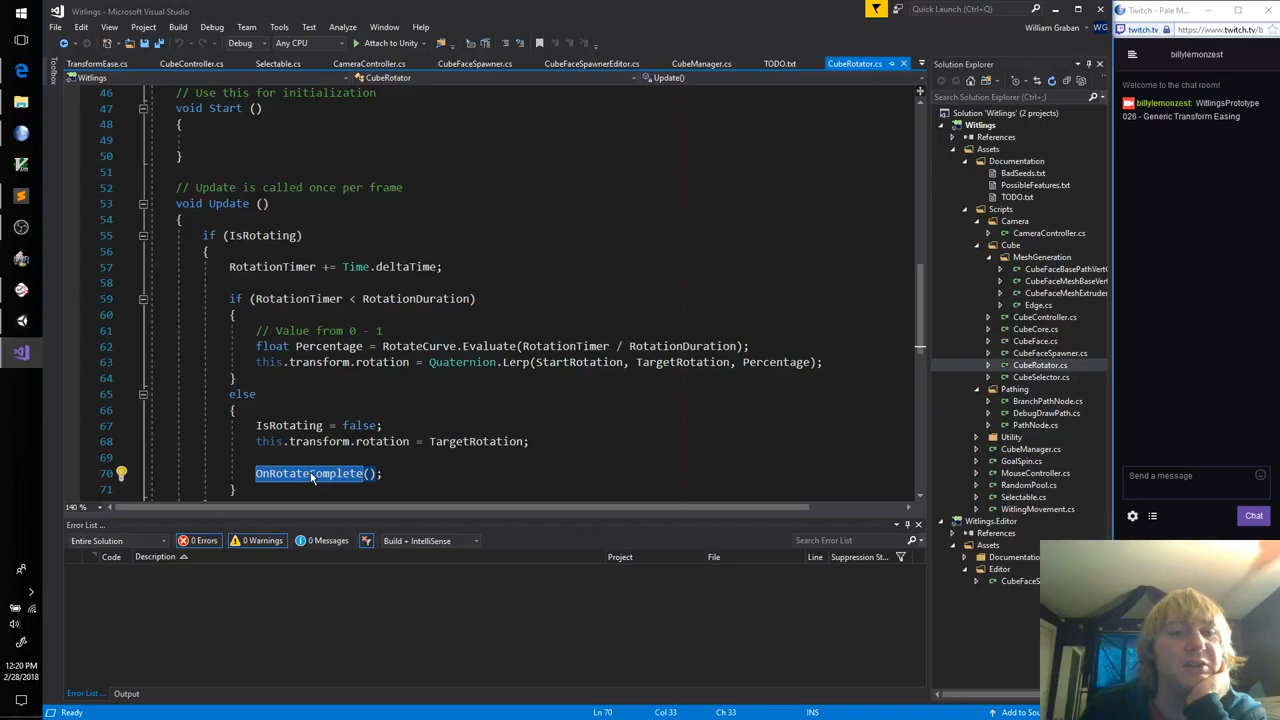 Witlings - Microsoft Visual Studio
Quick Launch (Ctrl+Q)
Twitch - Pale M...
File Edit View Project Build Debug Team Tools Test Analyze Window Help
William Graban WG
twitch.tv https://www.twitch.tv/b
Debug Any CPU Attach to Unity
billylemonzest
TransformEase.cs CubeController.cs Selectable.cs CameraController.cs CubeFaceSpawner.cs CubeFaceSpawnerEditor.cs CubeManager.cs TODO.txt CubeRotator.cs
Witlings CubeRotator Update()
Toolbox
46 // Use this for initialization
47 void Start ()
48 {
49
50 }
51
52 // Update is called once per frame
53 void Update ()
54 {
55 if (IsRotating)
56 {
57 RotationTimer += Time.deltaTime;
58
59 if (RotationTimer < RotationDuration)
60 {
61 // Value from 0 - 1
62 float Percentage = RotateCurve.Evaluate(RotationTimer / RotationDuration);
63 this.transform.rotation = Quaternion.Lerp(StartRotation, TargetRotation, Percentage);
64 }
65 else
66 {
67 IsRotating = false;
68 this.transform.rotation = TargetRotation;
69
70 OnRotateComplete();
71 }
140 %
Solution Explorer
Search Solution Explorer (Ctrl+;)
Solution 'Witlings' (2 projects)
Witlings
References
Assets
Documentation
BadSeeds.txt
PossibleFeatures.txt
TODO.txt
Scripts
Camera
CameraController.cs
Cube
MeshGeneration
CubeFaceBasePathVert
CubeFaceMeshBaseVer
CubeFaceMeshExtruder
Edge.cs
CubeController.cs
CubeCore.cs
CubeFace.cs
CubeFaceSpawner.cs
CubeRotator.cs
CubeSelector.cs
Pathing
BranchPathNode.cs
DebugDrawPath.cs
PathNode.cs
Utility
CubeManager.cs
GoalSpin.cs
MouseController.cs
RandomPool.cs
Selectable.cs
WitlingMovement.cs
Witlings.Editor
References
Assets
Documentatio
Editor
CubeFaceS
Welcome to the chat room!
billylemonzest: WitlingsPrototype
026 - Generic Transform Easing
Send a message
Chat
Error List ...
Entire Solution 0 Errors 0 Warnings 0 Messages Build + IntelliSense Search Error List
Code Description Project File Line Suppression St...
Error List ... Output
Ready Ln 70 Col 33 Ch 33 INS Add to Sou
12:20 PM
2/28/2018